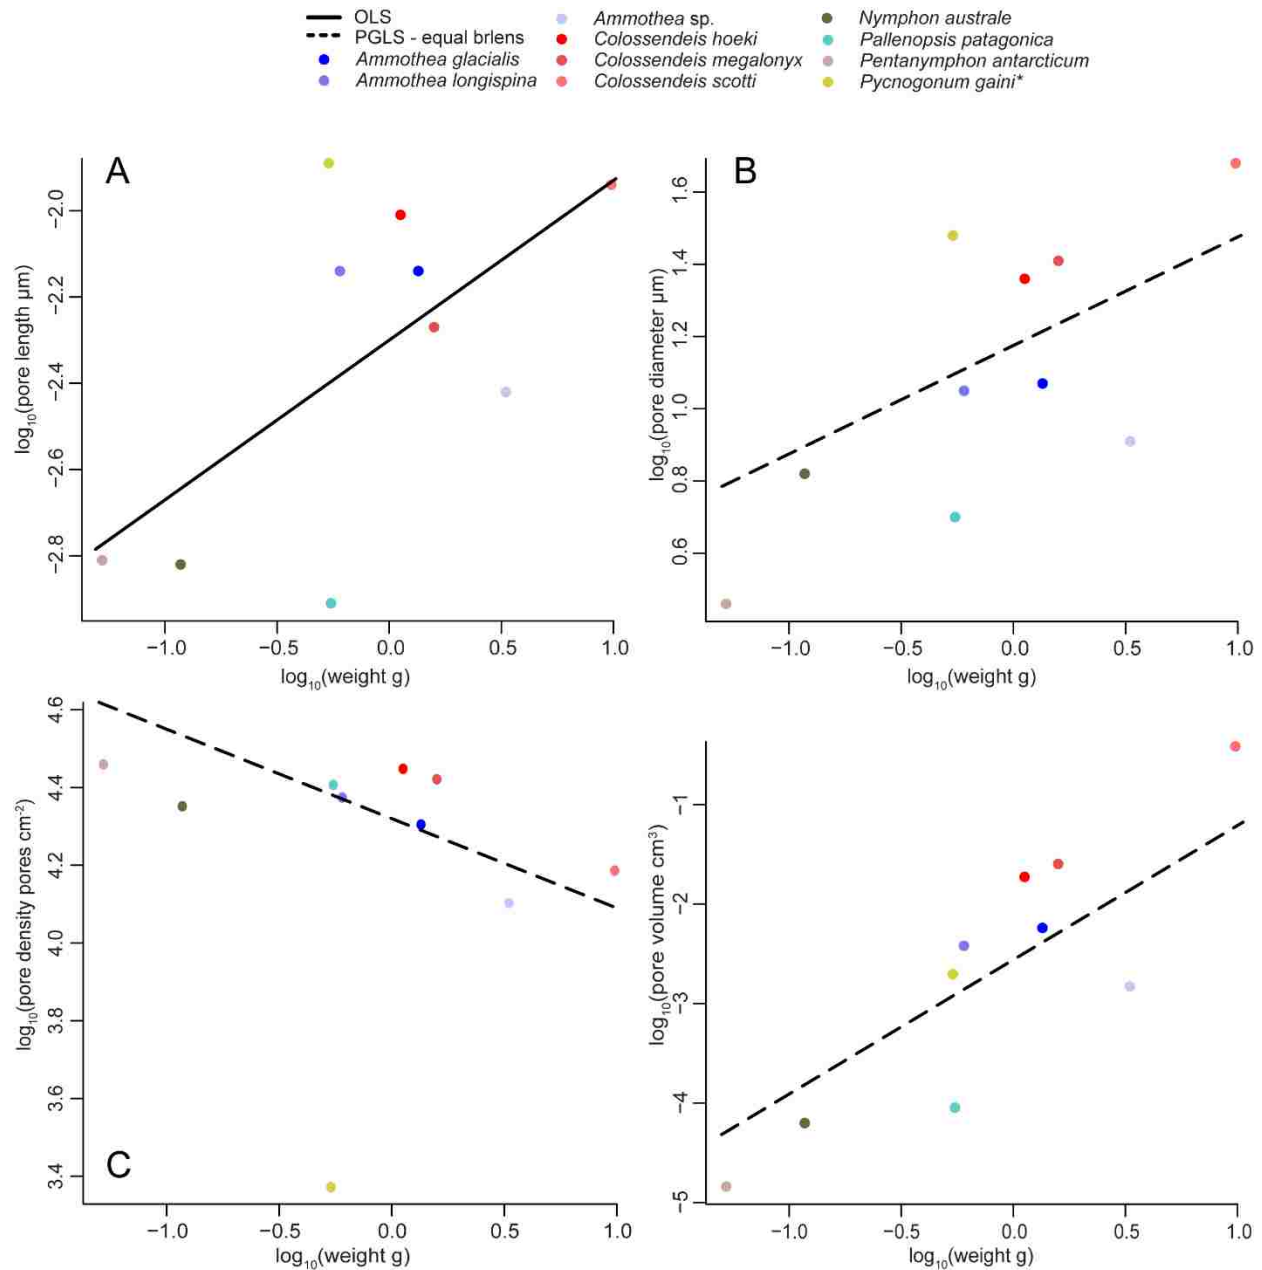 OLS
PGLS - equal brlens
Ammothea glacialis
Ammothea longispina
Ammothea sp.
Colossendeis hoeki
Colossendeis megalonyx
Colossendeis scotti
Nymphon australe
Pallenopsis patagonica
Pentanymphon antarcticum
Pycnogonum gaini*
A
log₁₀(pore length µm)
−2.0
−2.2
−2.4
−2.6
−2.8
−1.0 −0.5 0.0 0.5 1.0
log₁₀(weight g)
B
log₁₀(pore diameter µm)
1.6
1.4
1.2
1.0
0.8
0.6
−1.0 −0.5 0.0 0.5 1.0
log₁₀(weight g)
C
log₁₀(pore density pores cm⁻²)
4.6
4.4
4.2
4.0
3.8
3.6
3.4
−1.0 −0.5 0.0 0.5 1.0
log₁₀(weight g)
log₁₀(pore volume cm³)
−1
−2
−3
−4
−5
−1.0 −0.5 0.0 0.5 1.0
log₁₀(weight g)